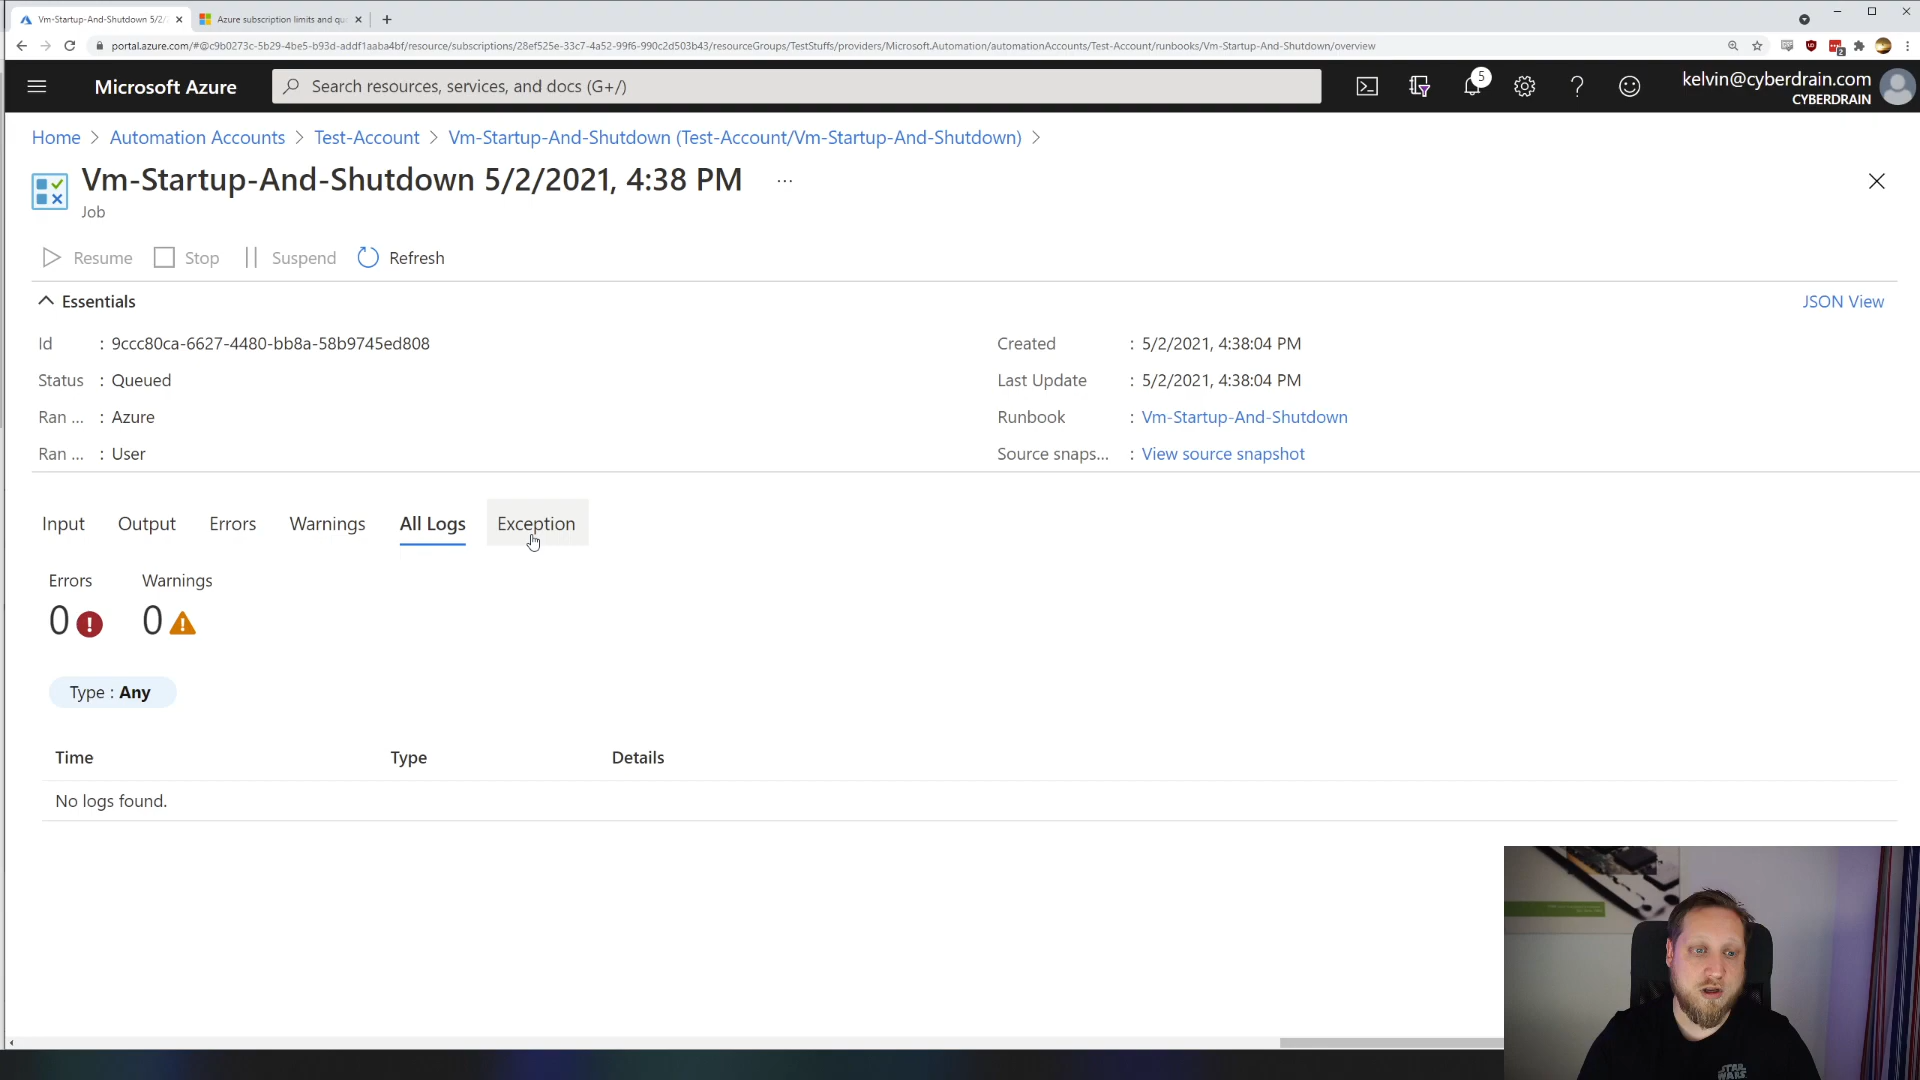 Vm-Startup-And-Shutdown 5/2/
Azure subscription limits and qu
portal.azure.com/#@c9b0273c-5b29-4be5-b93d-addf1aaba4bf/resource/subscriptions/28ef525e-33c7-4a52-99f6-990c2d503b43/resourceGroups/TestStuffs/providers/Microsoft.Automation/automationAccounts/Test-Account/runbooks/Vm-Startup-And-Shutdown/overview
2
Microsoft Azure
Search resources, services, and docs (G+/)
5
kelvin@cyberdrain.com
CYBERDRAIN
Home > Automation Accounts > Test-Account > Vm-Startup-And-Shutdown (Test-Account/Vm-Startup-And-Shutdown) >
Vm-Startup-And-Shutdown 5/2/2021, 4:38 PM ...
Job
Resume Stop Suspend Refresh
Essentials
JSON View
Id : 9ccc80ca-6627-4480-bb8a-58b9745ed808
Created : 5/2/2021, 4:38:04 PM
Status : Queued
Last Update : 5/2/2021, 4:38:04 PM
Ran ... : Azure
Runbook : Vm-Startup-And-Shutdown
Ran ... : User
Source snaps... : View source snapshot
Input Output Errors Warnings All Logs Exception
Errors Warnings
0 0
Type : Any
Time Type Details
No logs found.
STAR
WARS